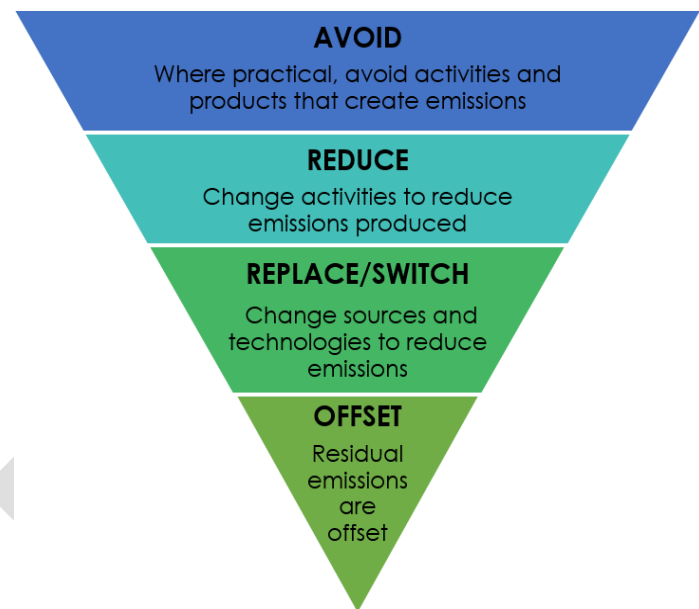 AVOID
Where practical, avoid activities and
products that create emissions
REDUCE
Change activities to reduce
emissions produced
REPLACE/SWITCH
Change sources and
technologies to reduce
emissions
OFFSET
Residual
emissions
are
offset